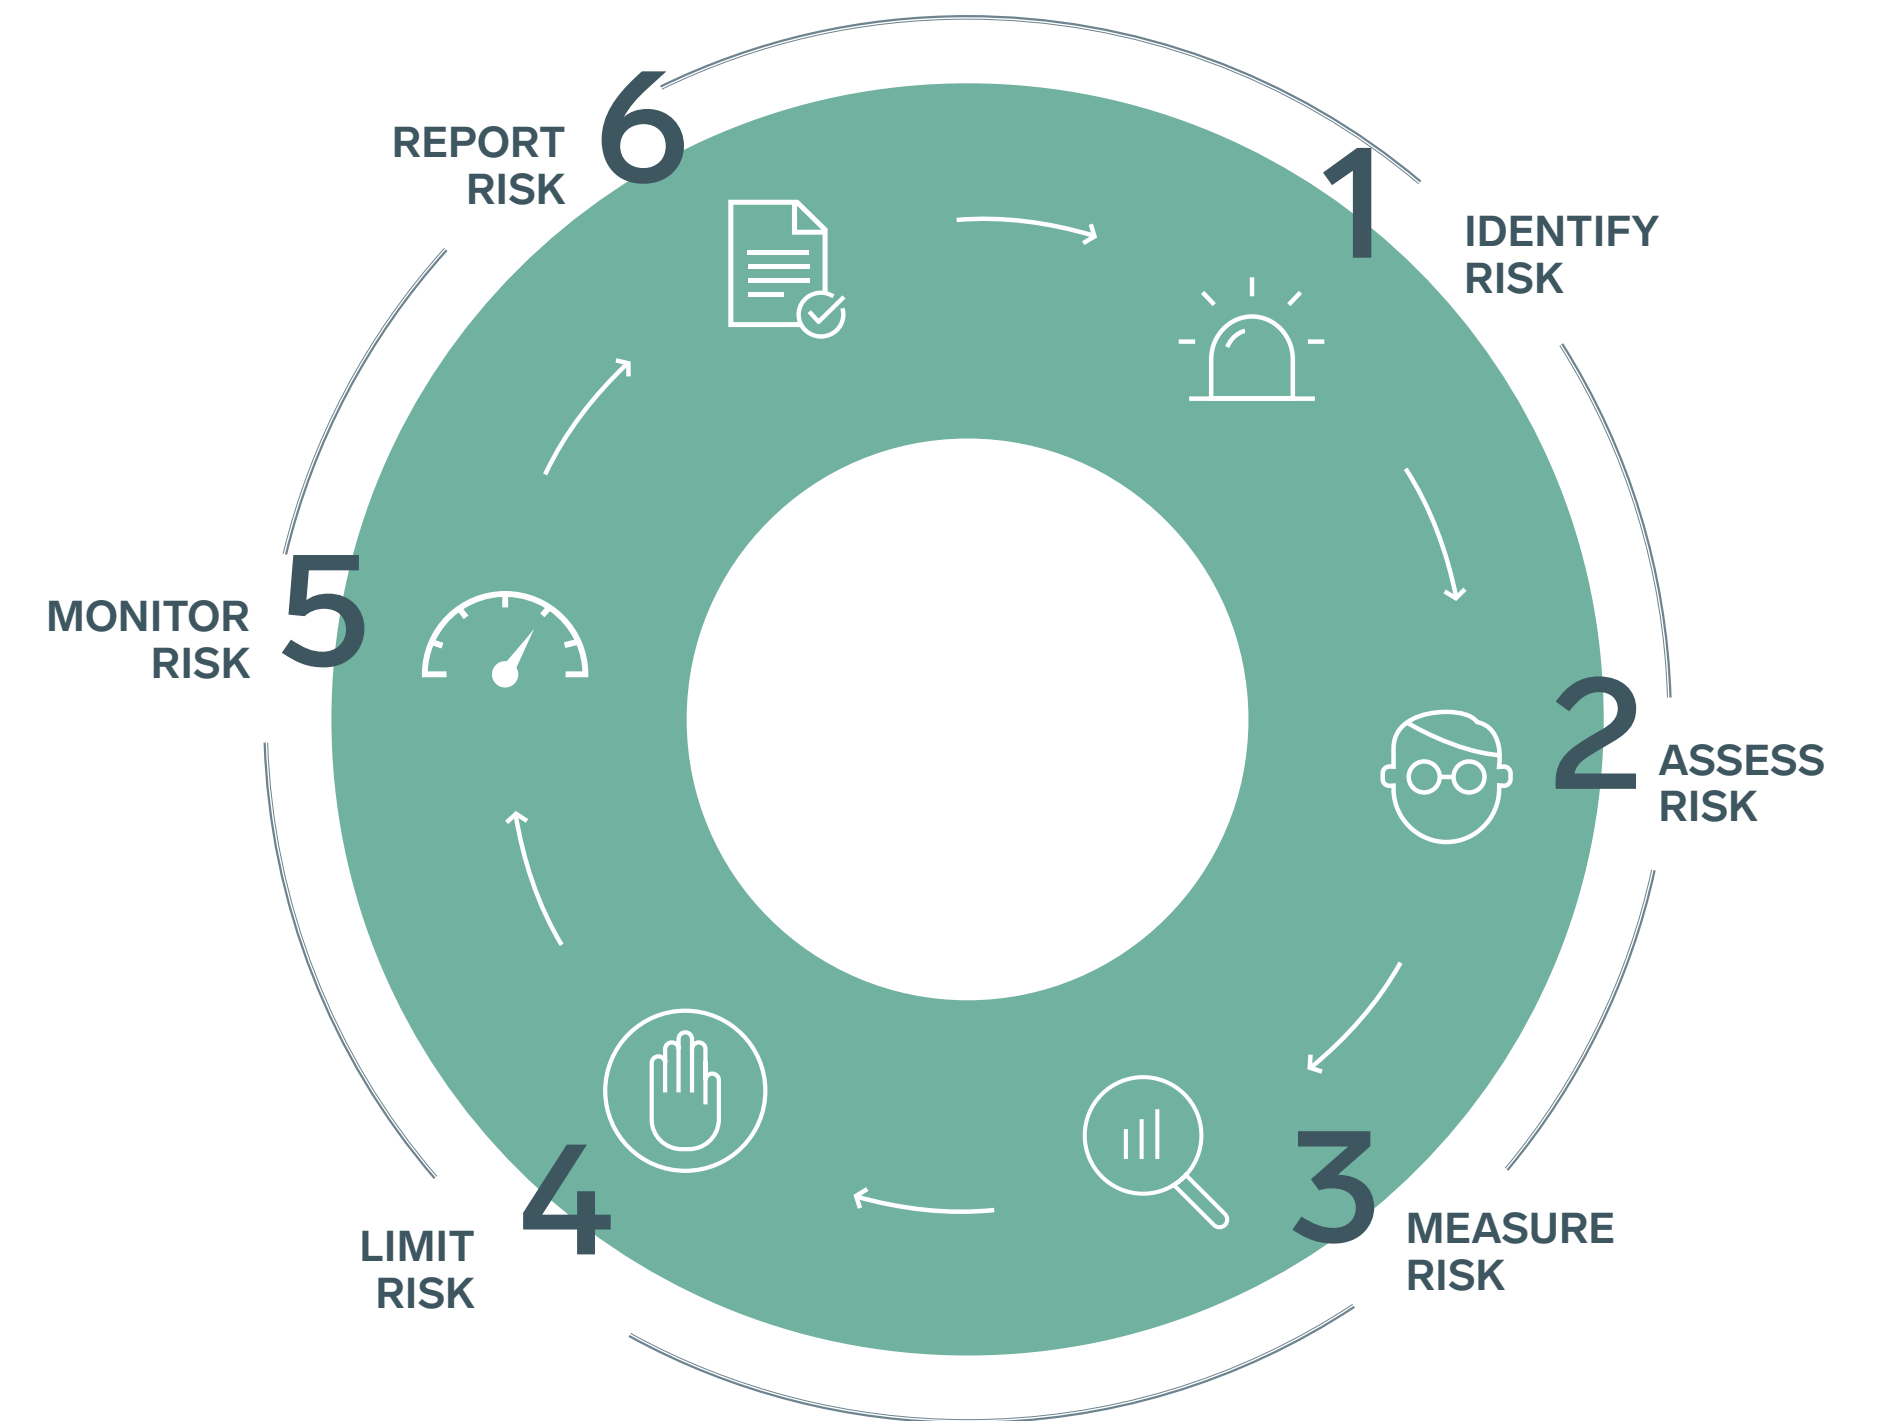 1
IDENTIFY
RISK
2
ASSESS
RISK
3
MEASURE
RISK
4
LIMIT
RISK
5
MONITOR
RISK
6
REPORT
RISK